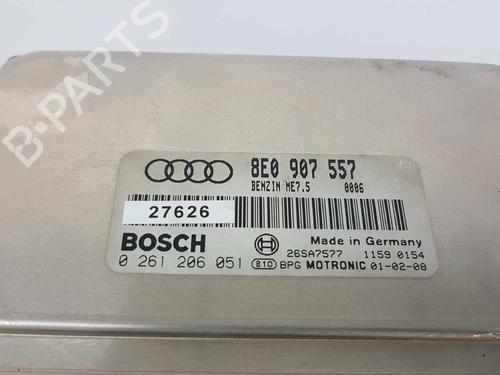 B-PARTS
8E0 907 557
BENZIN ME7.5 0006
27626
BOSCH
Made in Germany
26SA7577 1159 0154
0 261 206 051 810 BPG MOTRONIC 01-02-08